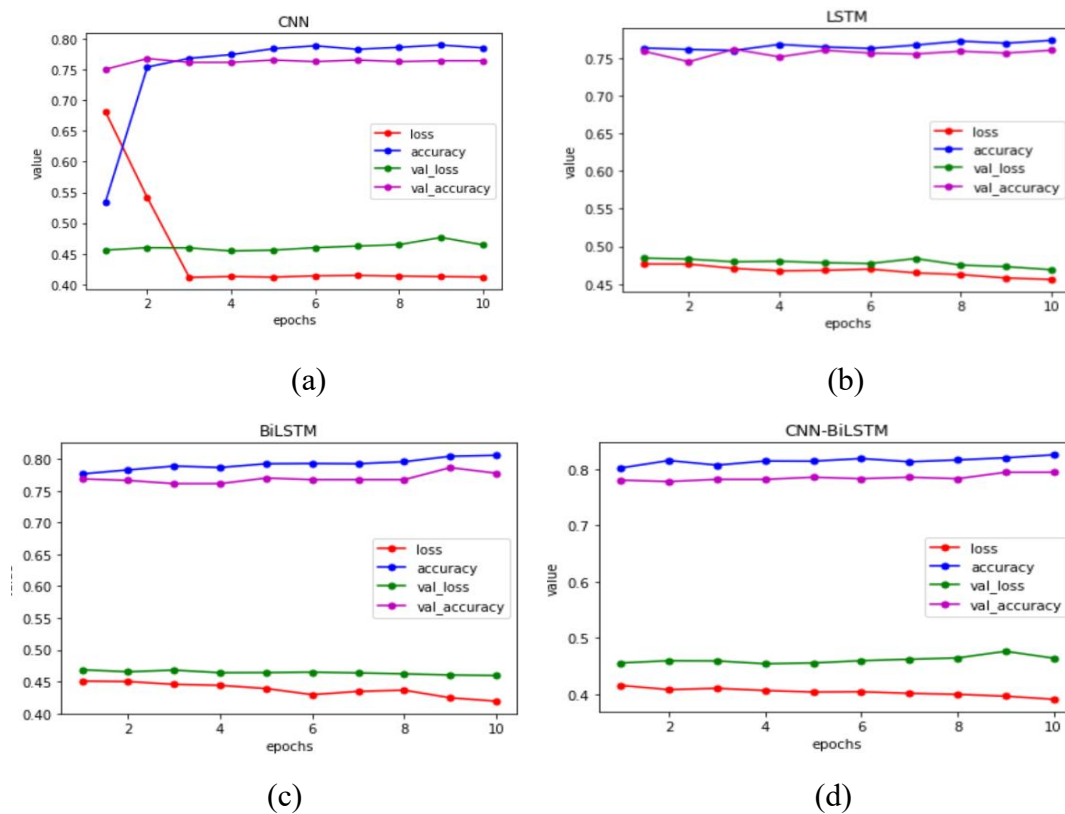 CNN
value
0.80
0.75
0.70
0.65
0.60
0.55
0.50
0.45
0.40
loss
accuracy
val_loss
val_accuracy
2 4 6 8 10
epochs
(a)
LSTM
value
0.75
0.70
0.65
0.60
0.55
0.50
0.45
loss
accuracy
val_loss
val_accuracy
2 4 6 8 10
epochs
(b)
BiLSTM
0.80
0.75
0.70
0.65
0.60
0.55
0.50
0.45
0.40
loss
accuracy
val_loss
val_accuracy
2 4 6 8 10
epochs
(c)
CNN-BiLSTM
value
0.8
0.7
0.6
0.5
0.4
loss
accuracy
val_loss
val_accuracy
2 4 6 8 10
epochs
(d)